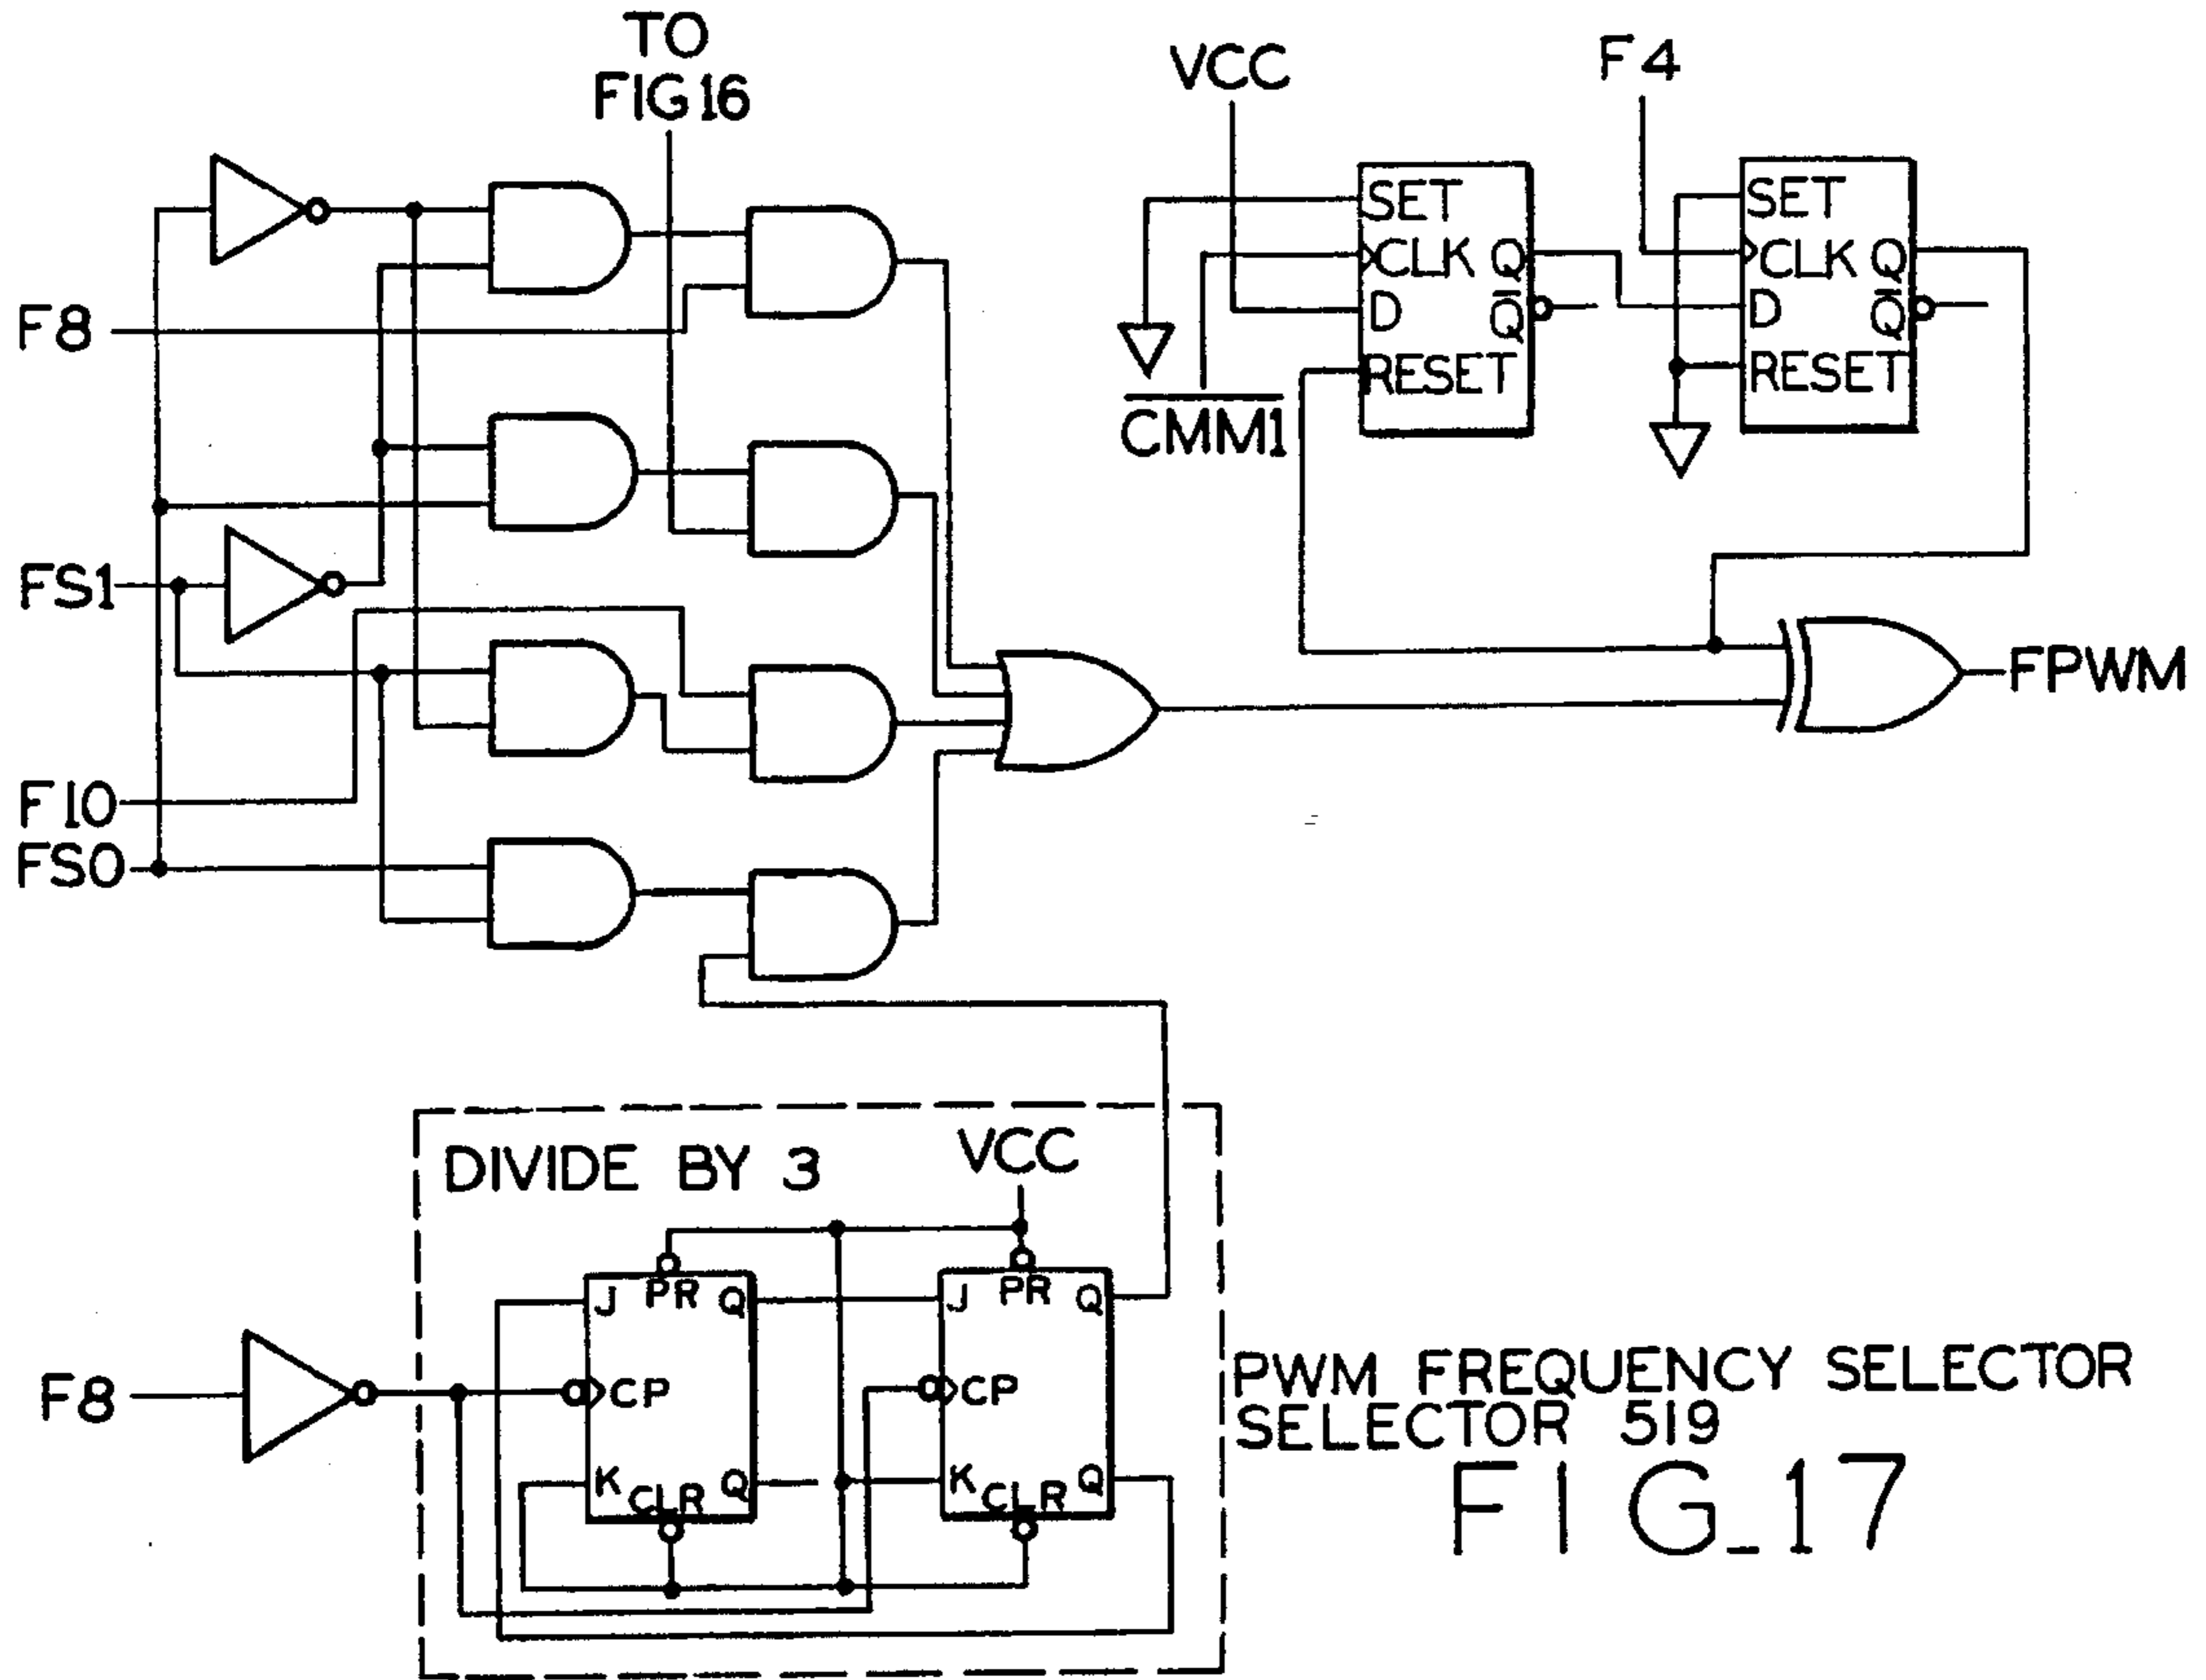 TO
FIG 16
VCC
F4
SET
CLK Q
D Q
RESET
SET
CLK Q
D Q
RESET
F8
CMM1
FS1
FPWM
F10
FS0
DIVIDE BY 3
VCC
J PR Q
CP
K CLR Q
J PR Q
CP
K CLR Q
F8
PWM FREQUENCY SELECTOR
SELECTOR 519
FIG_17